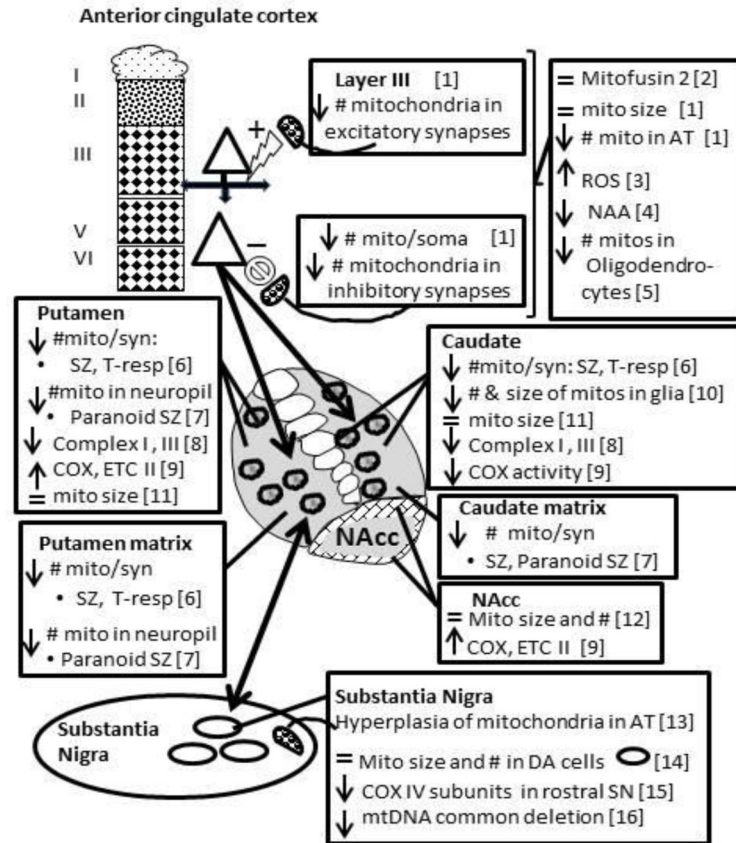 Anterior cingulate cortex
I
II
III
V
VI
+
−
Layer III [1]
↓ # mitochondria in
excitatory synapses
↓ # mito/soma [1]
↓ # mitochondria in
inhibitory synapses
= Mitofusin 2 [2]
= mito size [1]
↓ # mito in AT [1]
↑ ROS [3]
↓ NAA [4]
↓ # mitos in
Oligodendro-
cytes [5]
Putamen
↓ #mito/syn:
• SZ, T-resp [6]
↓ #mito in neuropil
• Paranoid SZ [7]
↓ Complex I , III [8]
↑ COX, ETC II [9]
= mito size [11]
Caudate
↓ #mito/syn: SZ, T-resp [6]
↓ # & size of mitos in glia [10]
= mito size [11]
↓ Complex I , III [8]
↓ COX activity [9]
Putamen matrix
↓ # mito/syn
• SZ, T-resp [6]
↓ # mito in neuropil
• Paranoid SZ [7]
NAcc
Caudate matrix
↓ # mito/syn
• SZ, Paranoid SZ [7]
NAcc
= Mito size and # [12]
↑ COX, ETC II [9]
Substantia
Nigra
Substantia Nigra
Hyperplasia of mitochondria in AT [13]
= Mito size and # in DA cells [14]
↓ COX IV subunits in rostral SN [15]
↓ mtDNA common deletion [16]